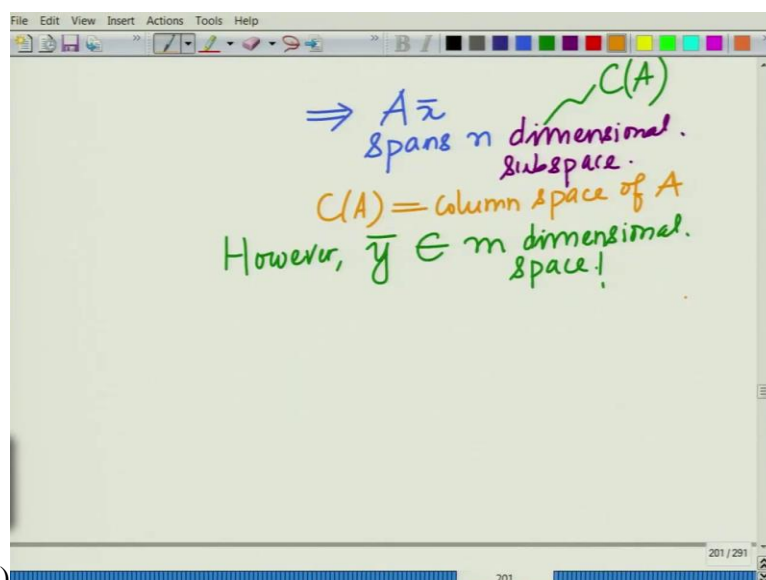 File Edit View Insert Actions Tools Help
B I
C(A)
⟹ Ax̄
spans n dimensional.
subspace.
C(A) = column space of A
However, ȳ ∈ m dimensional.
space!
201 / 291
)
201